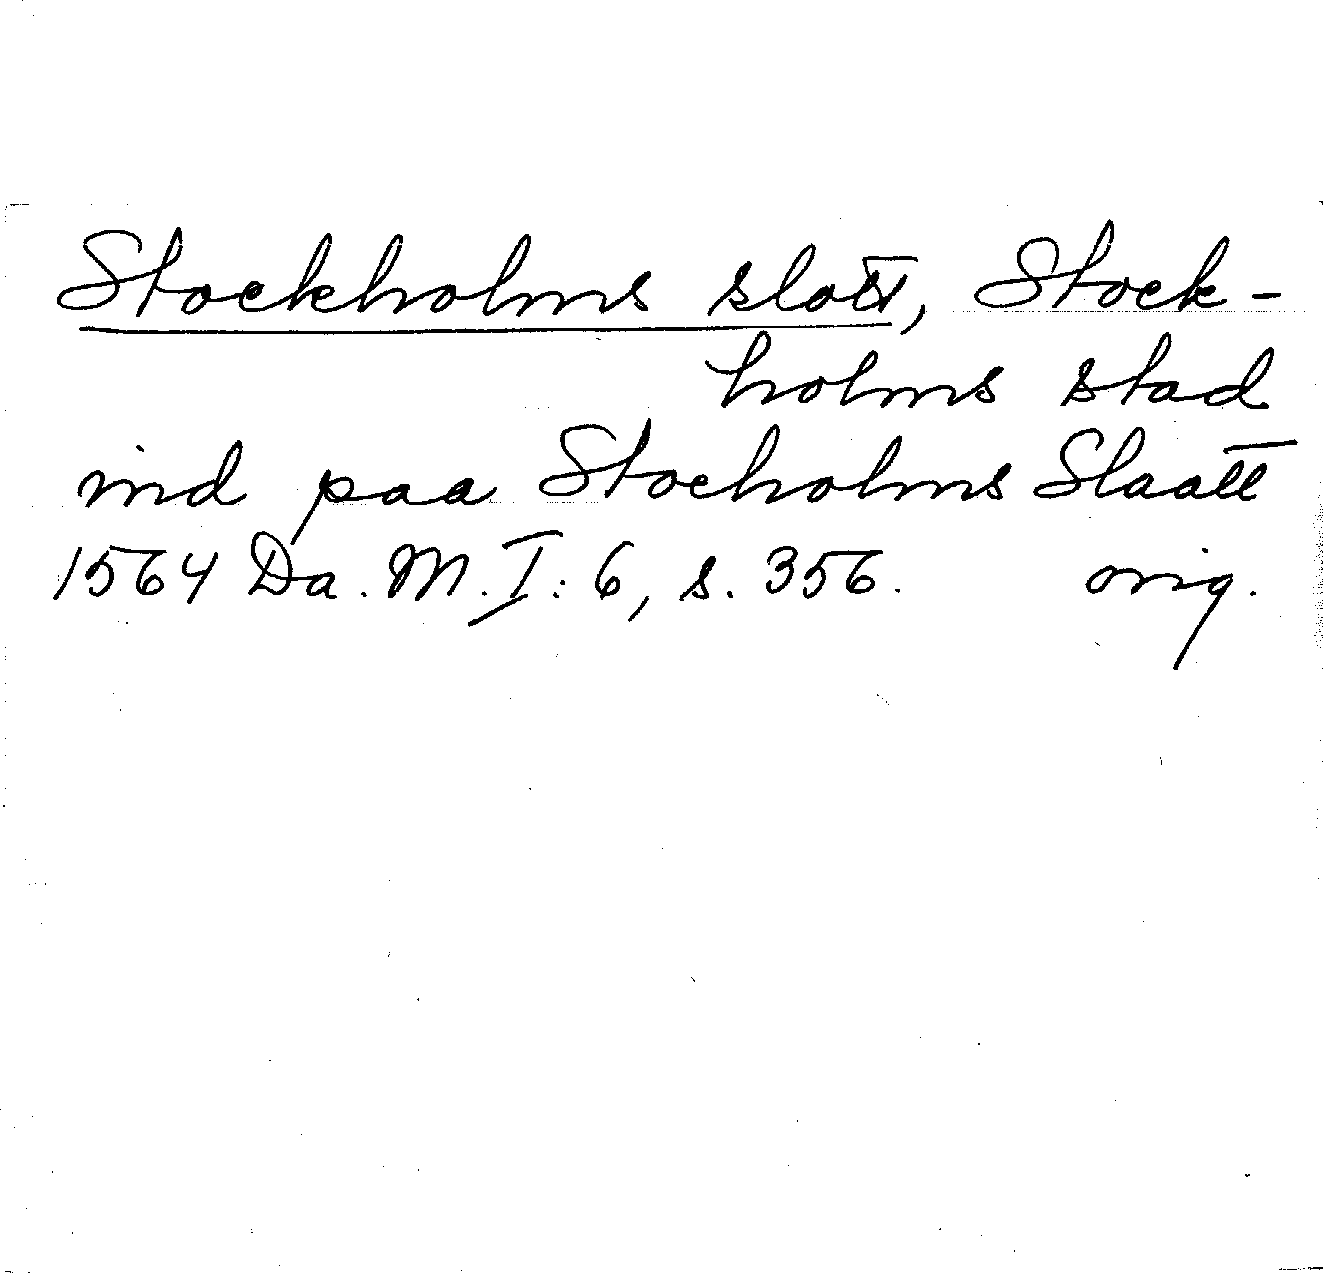 Stockholms slott, Stock-
holms stad
ind paa Stocholms Slaatt
1564 Da. M. I: 6, s. 356. orig.